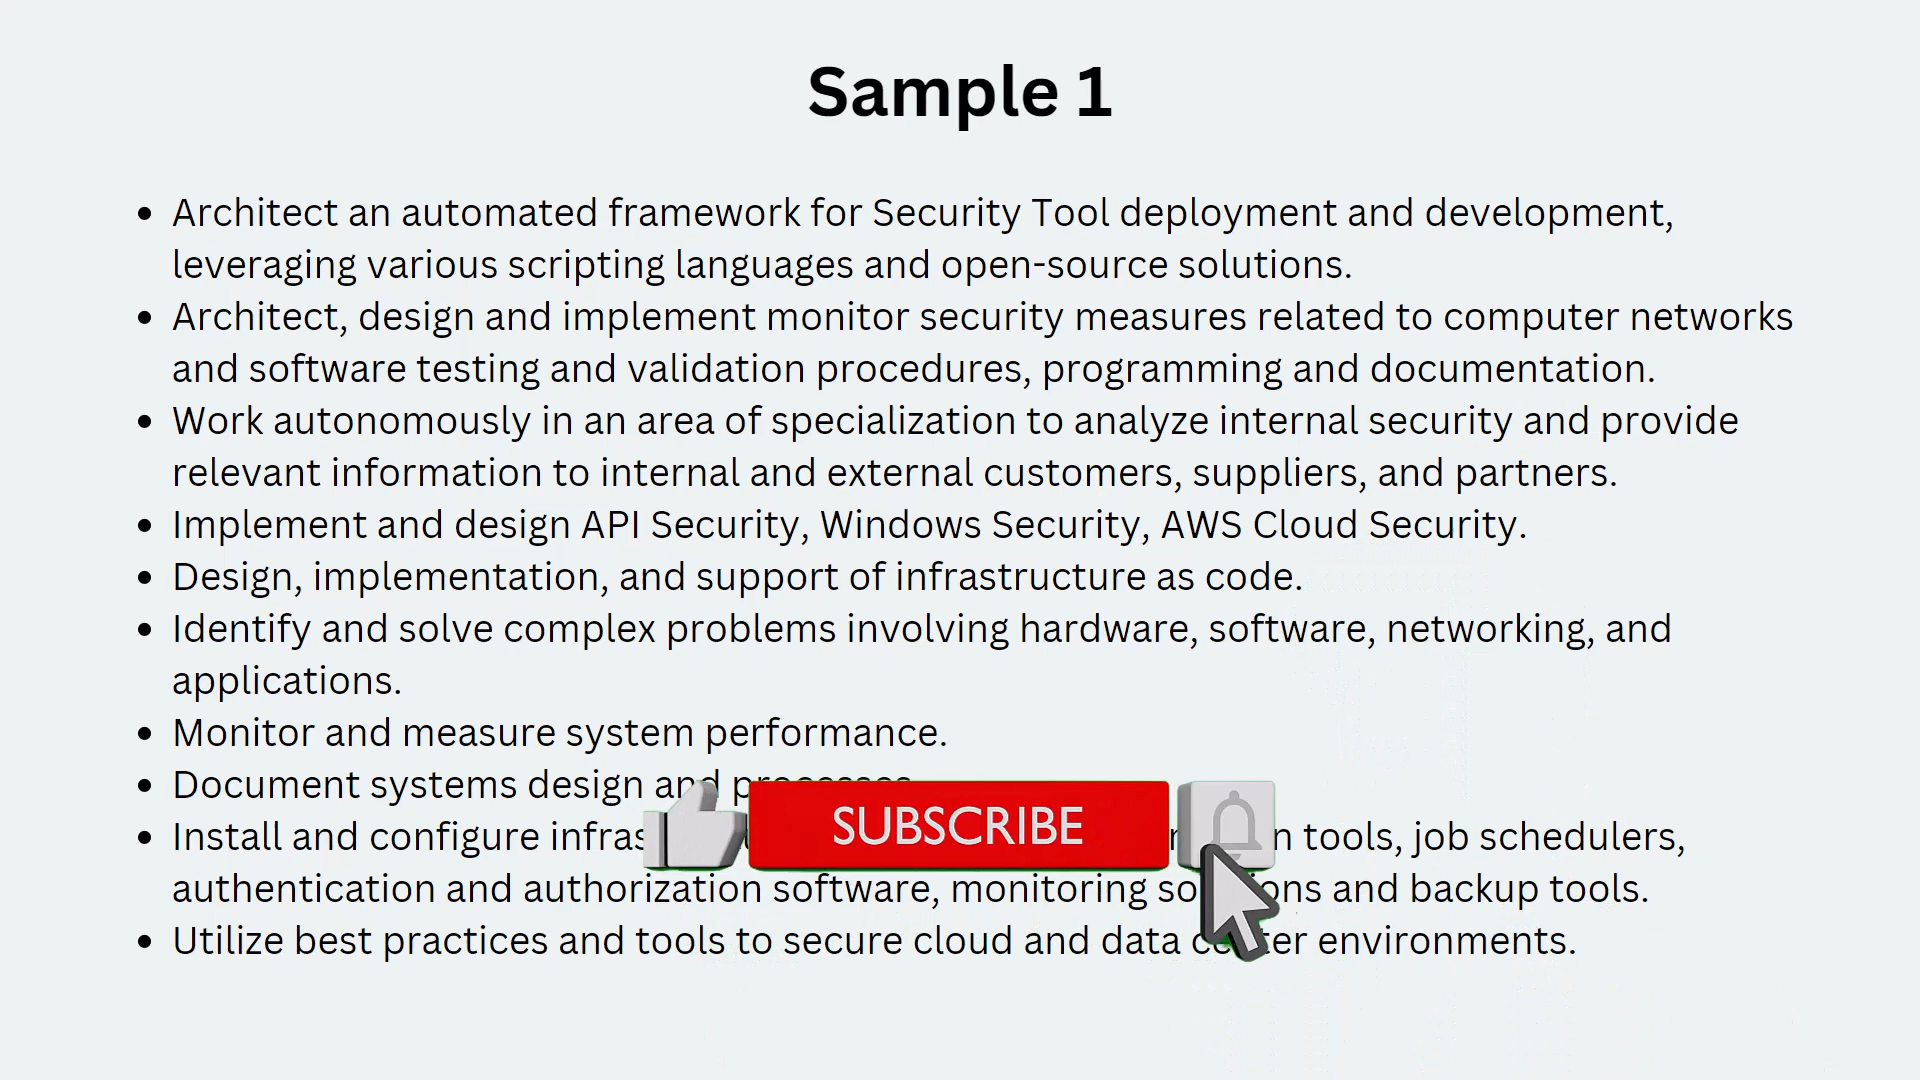 Sample 1
• Architect an automated framework for Security Tool deployment and development,
leveraging various scripting languages and open-source solutions.
• Architect, design and implement monitor security measures related to computer networks
and software testing and validation procedures, programming and documentation.
• Work autonomously in an area of specialization to analyze internal security and provide
relevant information to internal and external customers, suppliers, and partners.
• Implement and design API Security, Windows Security, AWS Cloud Security.
• Design, implementation, and support of infrastructure as code.
• Identify and solve complex problems involving hardware, software, networking, and
applications.
• Monitor and measure system performance.
• Document systems design and processes.
• Install and configure tools, job schedulers,
SUBSCRIBE
authentication and authorization software, monitoring solutions and backup tools.
• Utilize best practices and tools to secure cloud and data center environments.